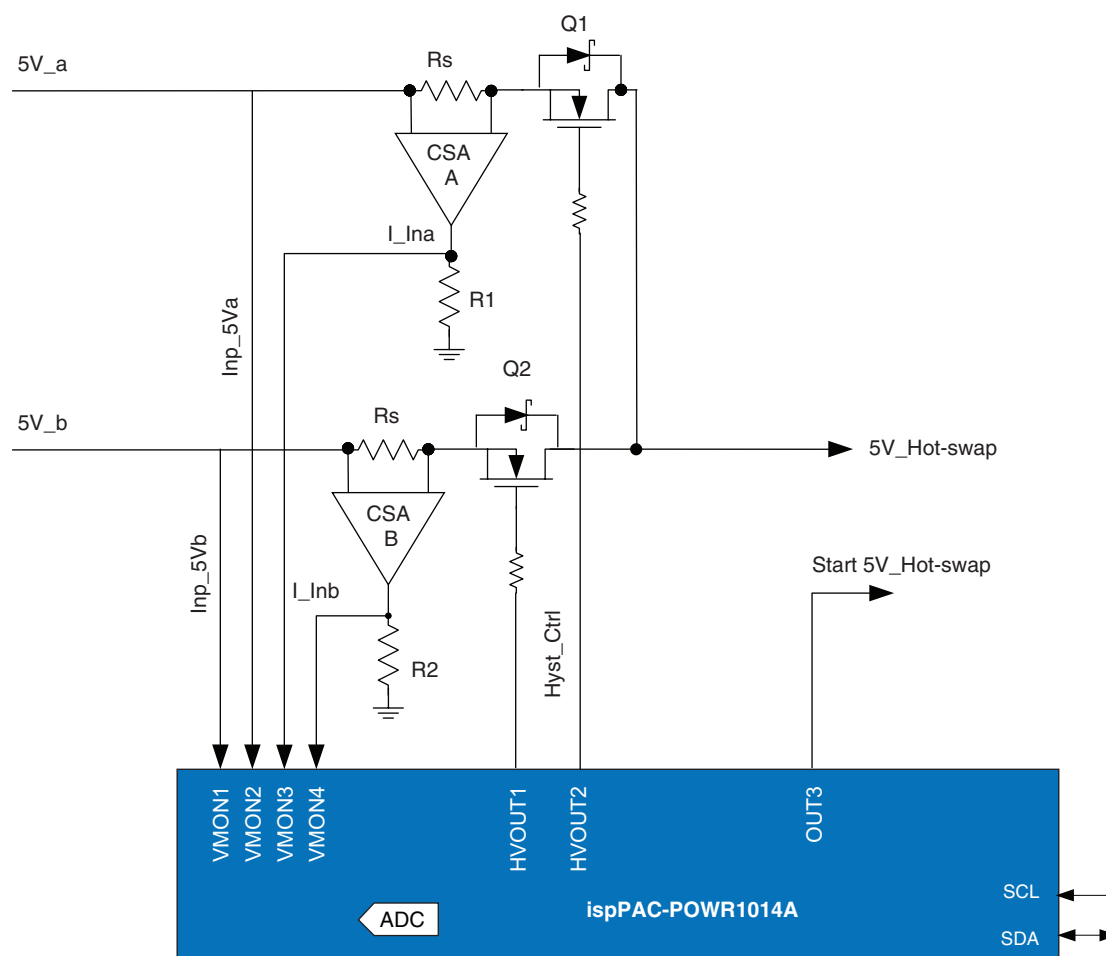 Q1
5V_a
Rs
CSA
A
I_Ina
R1
Inp_5Va
Q2
5V_b
Rs
5V_Hot-swap
CSA
B
Start 5V_Hot-swap
Inp_5Vb
I_Inb
Hyst_Ctrl
R2
VMON1
VMON2
VMON3
VMON4
HVOUT1
HVOUT2
OUT3
SCL
ADC
ispPAC-POWR1014A
SDA